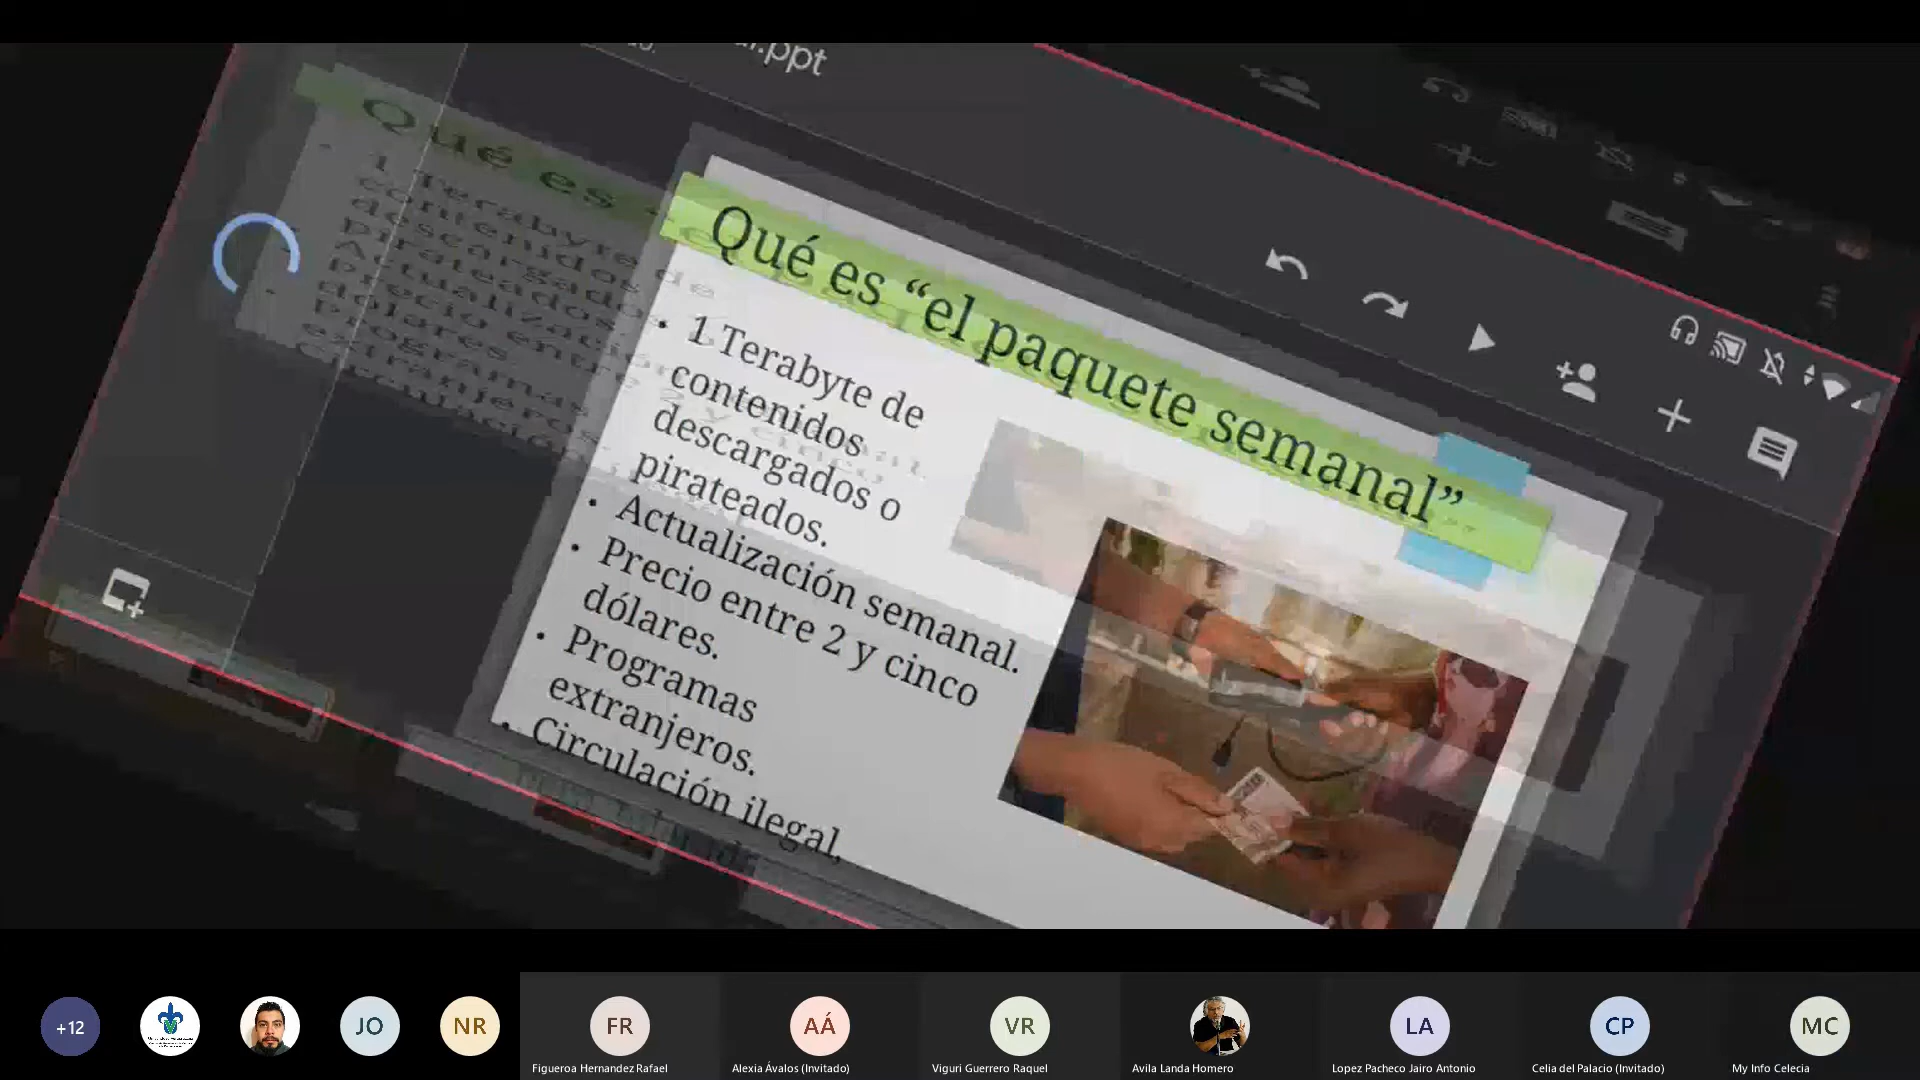 .ppt
Qué es “el paquete semanal”
• 1 Terabyte de
contenidos
descargados o
pirateados.
• Actualización semanal.
• Precio entre 2 y cinco
dólares.
• Programas
extranjeros.
• Circulación ilegal,
+12
JO
NR
FR
AÁ
VR
LA
CP
MC
Figueroa Hernandez Rafael
Alexia Ávalos (Invitado)
Viguri Guerrero Raquel
Avila Landa Homero
Lopez Pacheco Jairo Antonio
Celia del Palacio (Invitado)
My Info Celecia